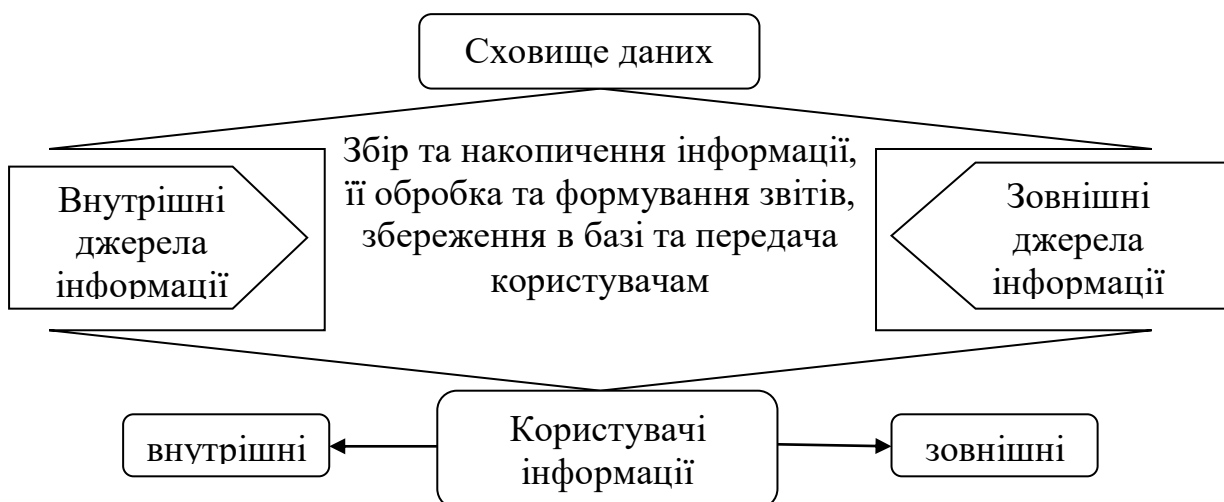 Сховище даних
Збір та накопичення інформації,
її обробка та формування звітів,
збереження в базі та передача
користувачам
Внутрішні
джерела
інформації
Зовнішні
джерела
інформації
Користувачі
інформації
внутрішні
зовнішні